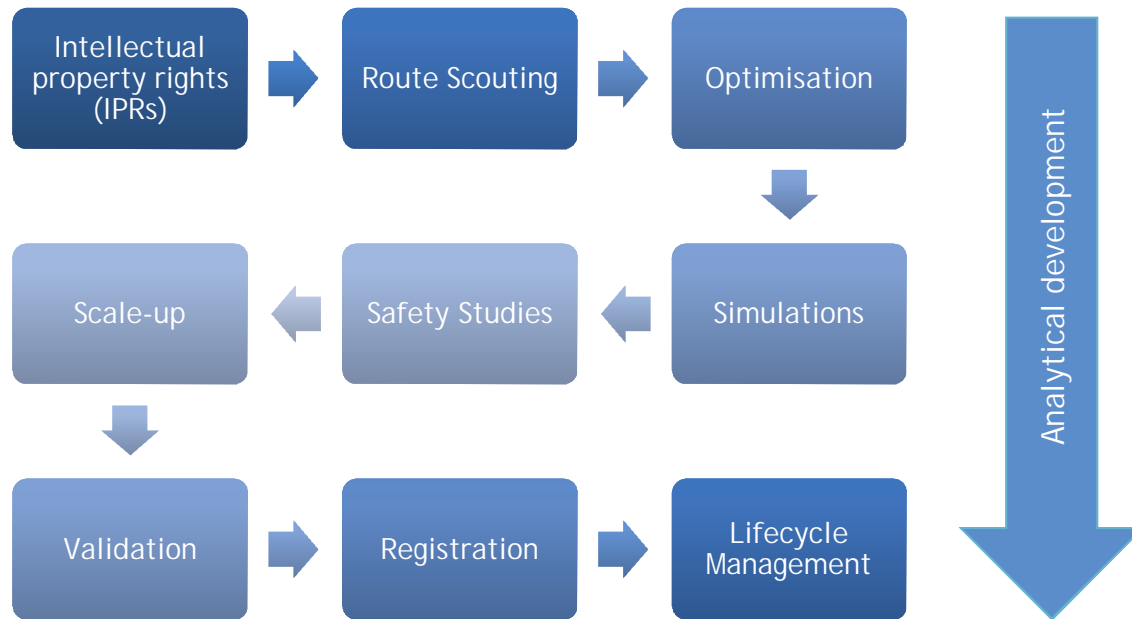 Intellectual
property rights
(IPRs)
Route Scouting
Optimisation
Scale-up
Safety Studies
Simulations
Validation
Registration
Lifecycle
Management
Analytical development